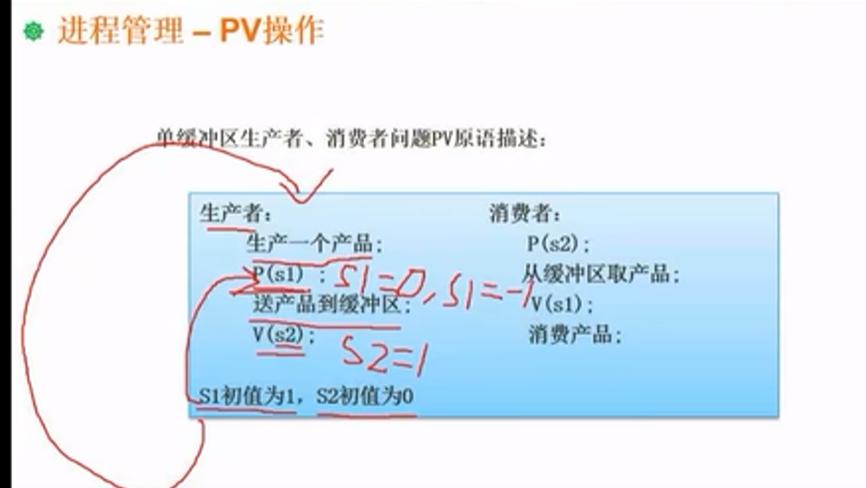 进程管理 – PV操作
单缓冲区生产者、消费者问题PV原语描述：
生产者：
生产一个产品；
P(s1)；
S1=0, S1=-1
送产品到缓冲区；
V(s2)；
S2=1
S1初值为1，S2初值为0
消费者：
P(s2)；
从缓冲区取产品；
V(s1)；
消费产品；